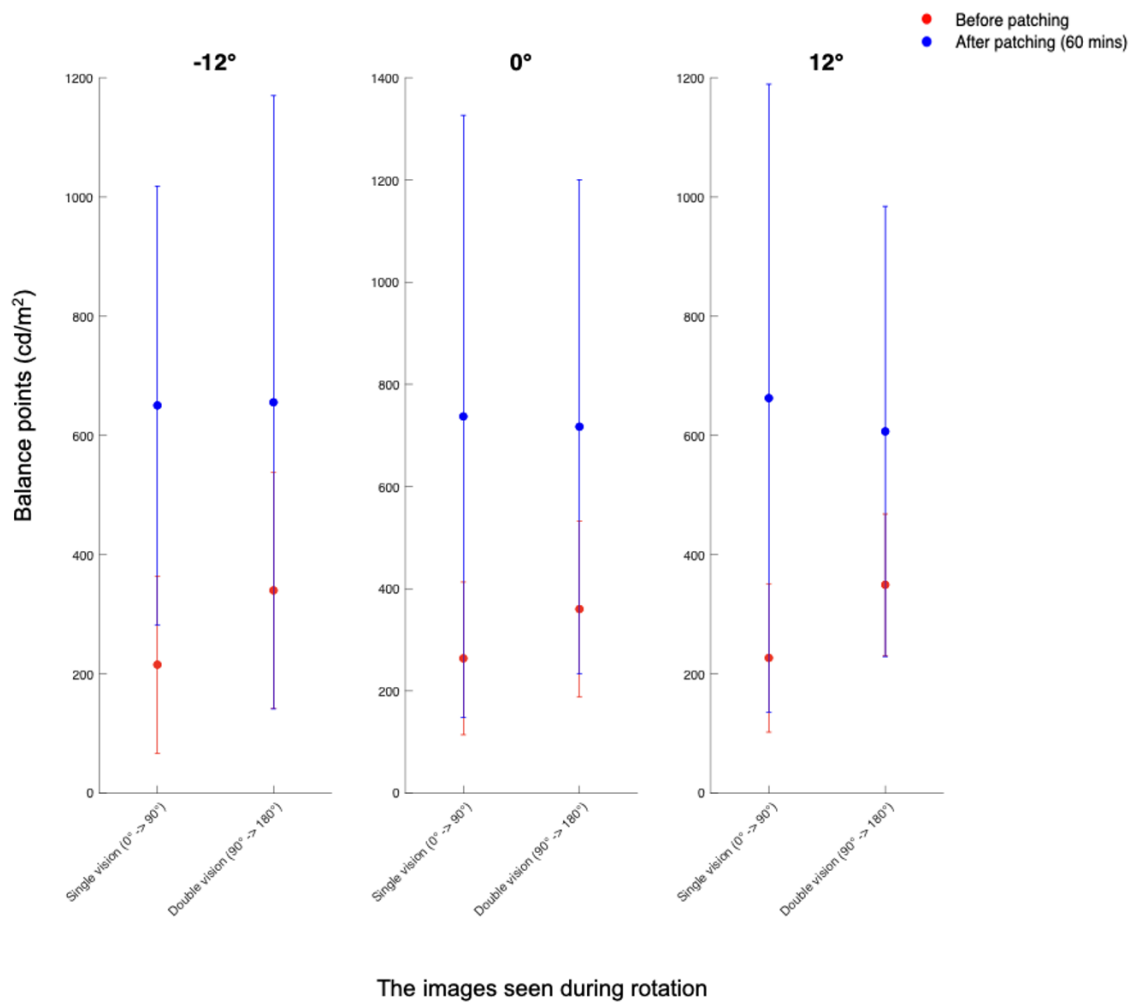 Before patching
After patching (60 mins)
-12°
0°
12°
1200
1000
800
600
400
200
0
1400
1200
1000
800
600
400
200
0
1200
1000
800
600
400
200
0
Balance points (cd/m²)
Single vision (0° -> 90°)
Double vision (90° -> 180°)
Single vision (0° -> 90°)
Double vision (90° -> 180°)
Single vision (0° -> 90°)
Double vision (90° -> 180°)
The images seen during rotation